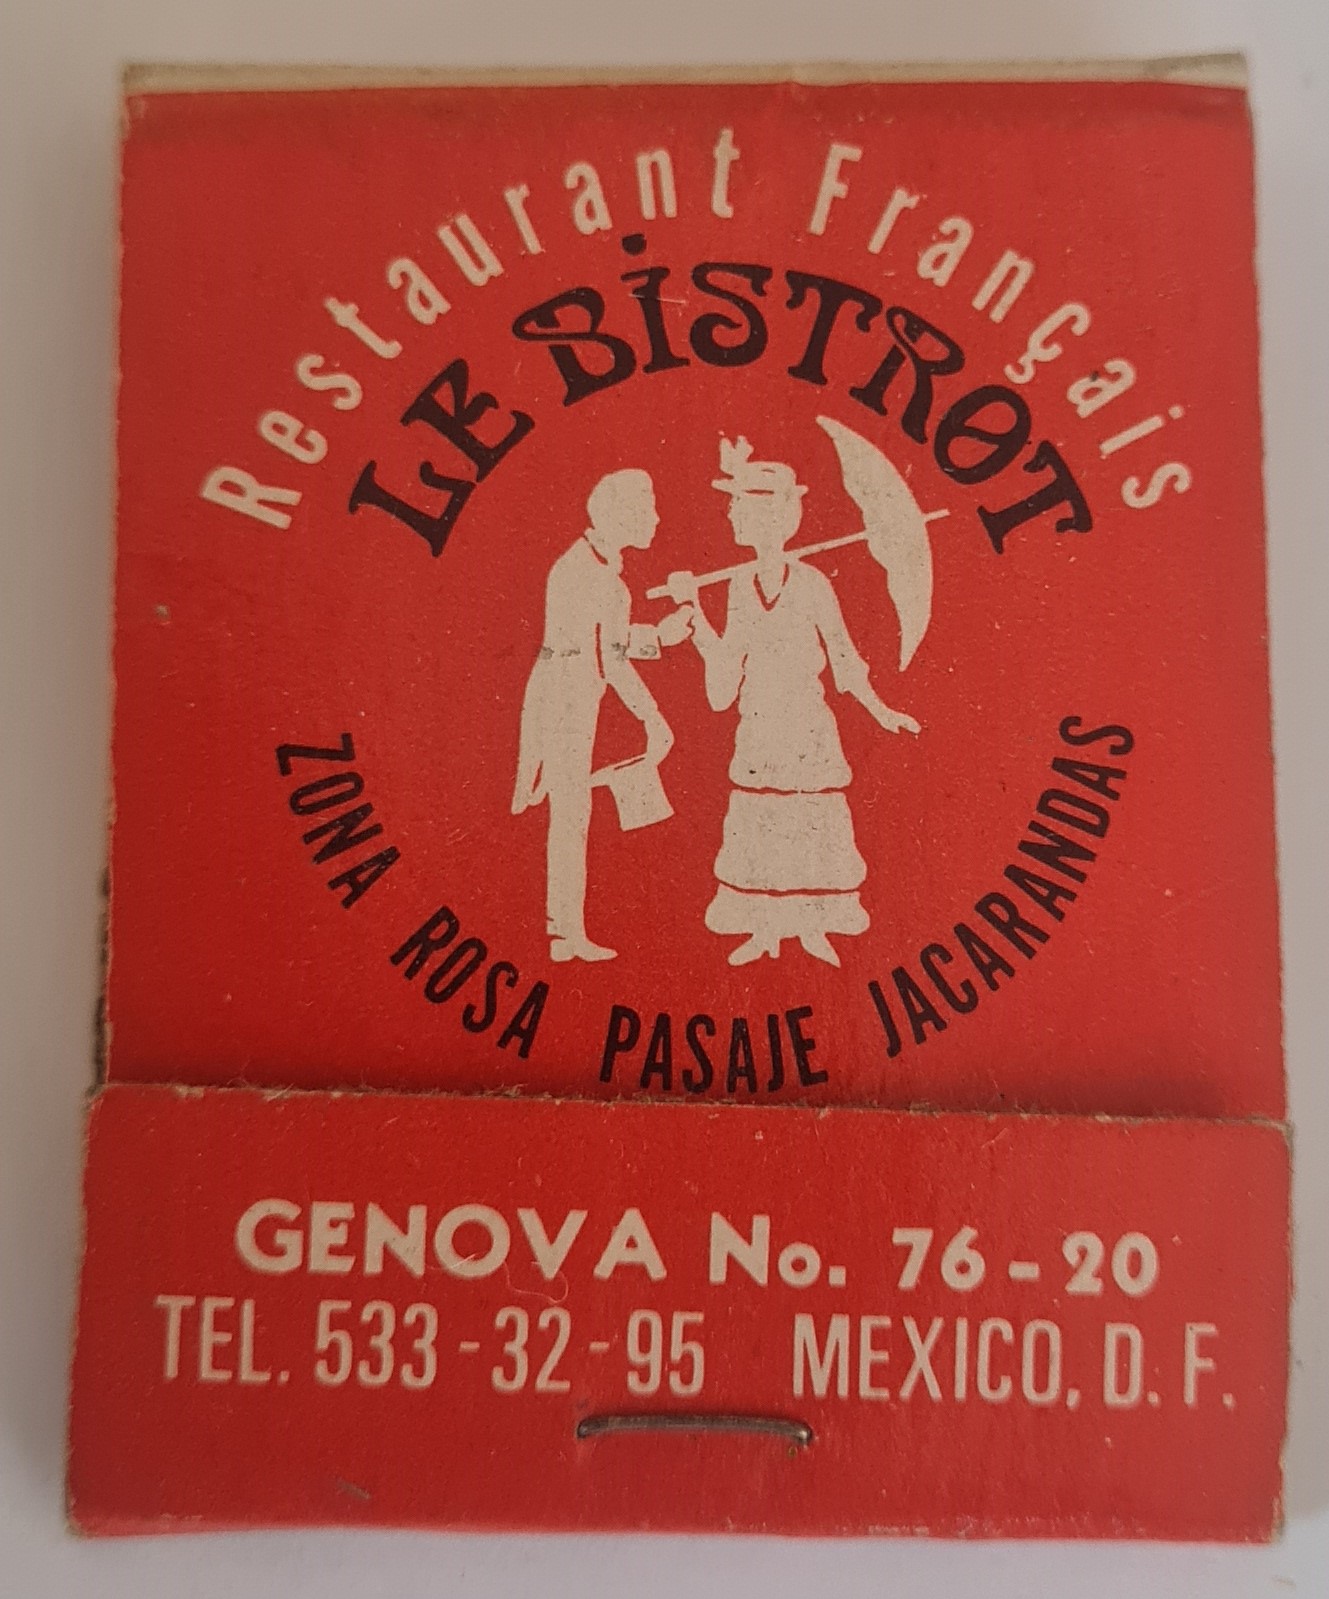 Restaurant Français
LE BiSTROT
ZONA ROSA PASAJE JACARANDAS
GENOVA No. 76-20
TEL. 533-32-95 MEXICO, D. F.